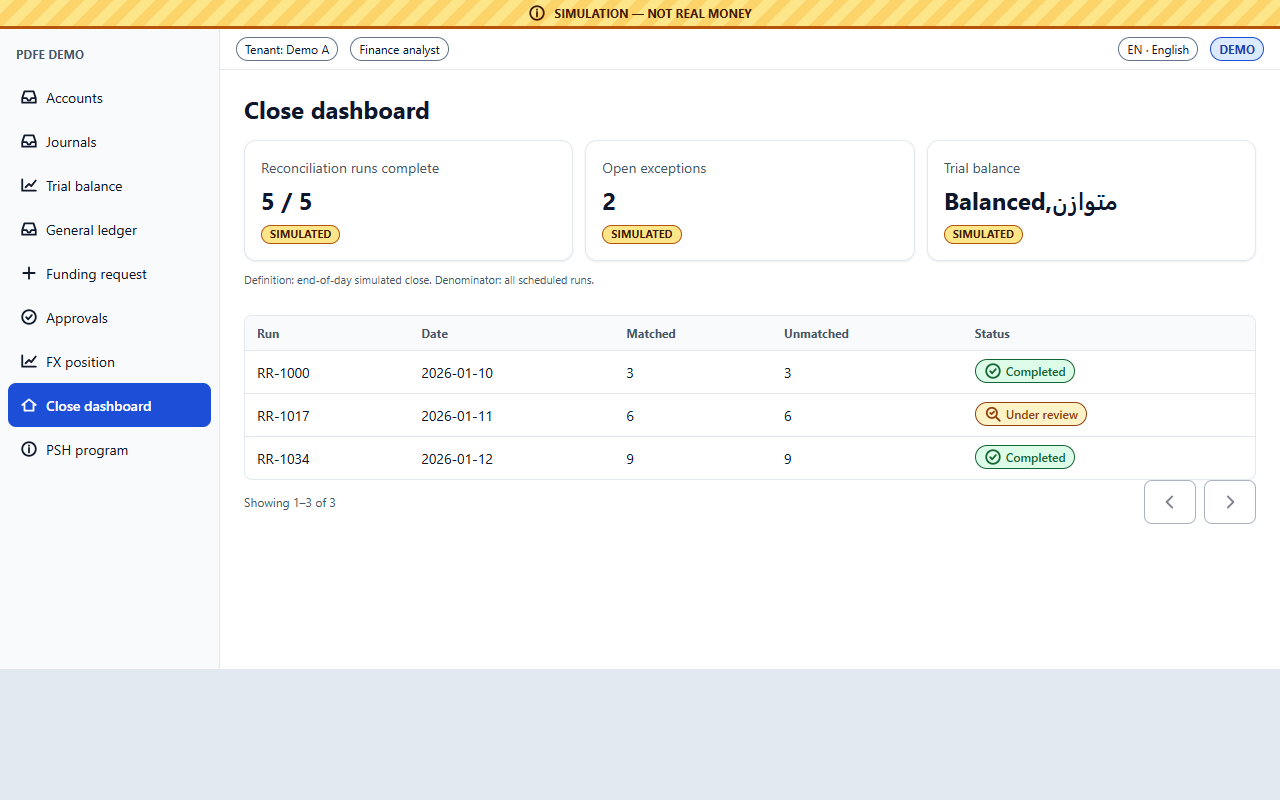 SIMULATION — NOT REAL MONEY
PDFE DEMO
Tenant: Demo A
Finance analyst
EN · English
DEMO
Accounts
Journals
Trial balance
General ledger
Funding request
Approvals
FX position
Close dashboard
PSH program
Close dashboard
Reconciliation runs complete
5 / 5
SIMULATED
Open exceptions
2
SIMULATED
Trial balance
Balanced,متوازن
SIMULATED
Definition: end-of-day simulated close. Denominator: all scheduled runs.
Run Date Matched Unmatched Status
RR-1000 2026-01-10 3 3 Completed
RR-1017 2026-01-11 6 6 Under review
RR-1034 2026-01-12 9 9 Completed
Showing 1–3 of 3